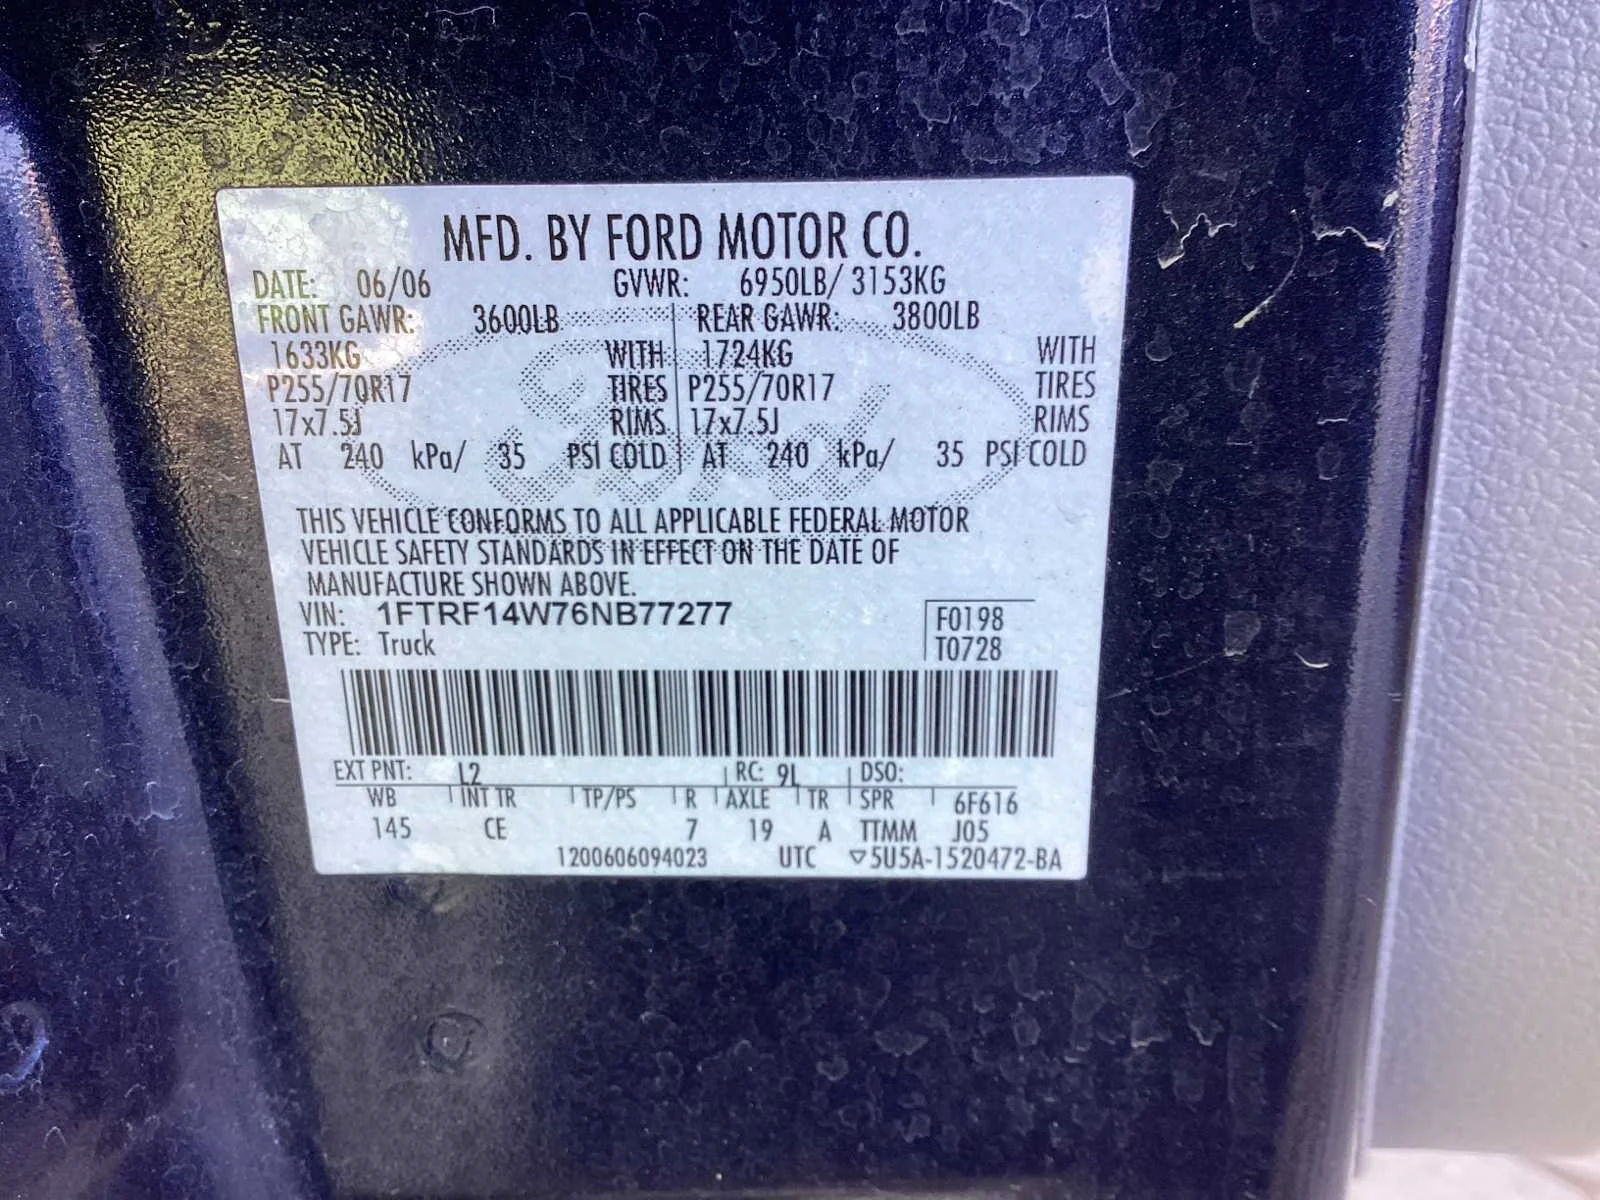 MFD. BY FORD MOTOR CO.
DATE: 06/06 GVWR: 6950LB/ 3153KG
FRONT GAWR: 3600LB REAR GAWR: 3800LB
1633KG WITH 1724KG WITH
P255/70R17 TIRES P255/70R17 TIRES
17x7.5J RIMS 17x7.5J RIMS
AT 240 kPa/ 35 PSI COLD AT 240 kPa/ 35 PSI COLD
THIS VEHICLE CONFORMS TO ALL APPLICABLE FEDERAL MOTOR
VEHICLE SAFETY STANDARDS IN EFFECT ON THE DATE OF
MANUFACTURE SHOWN ABOVE.
VIN: 1FTRF14W76NB77277 F0198
TYPE: Truck T0728
EXT PNT: L2 RC: 9L DSO:
WB INT TR TP/PS R AXLE TR SPR 6F616
145 CE 7 19 A TTMM J05
1200606094023 UTC ▽5U5A-1520472-BA
Ford